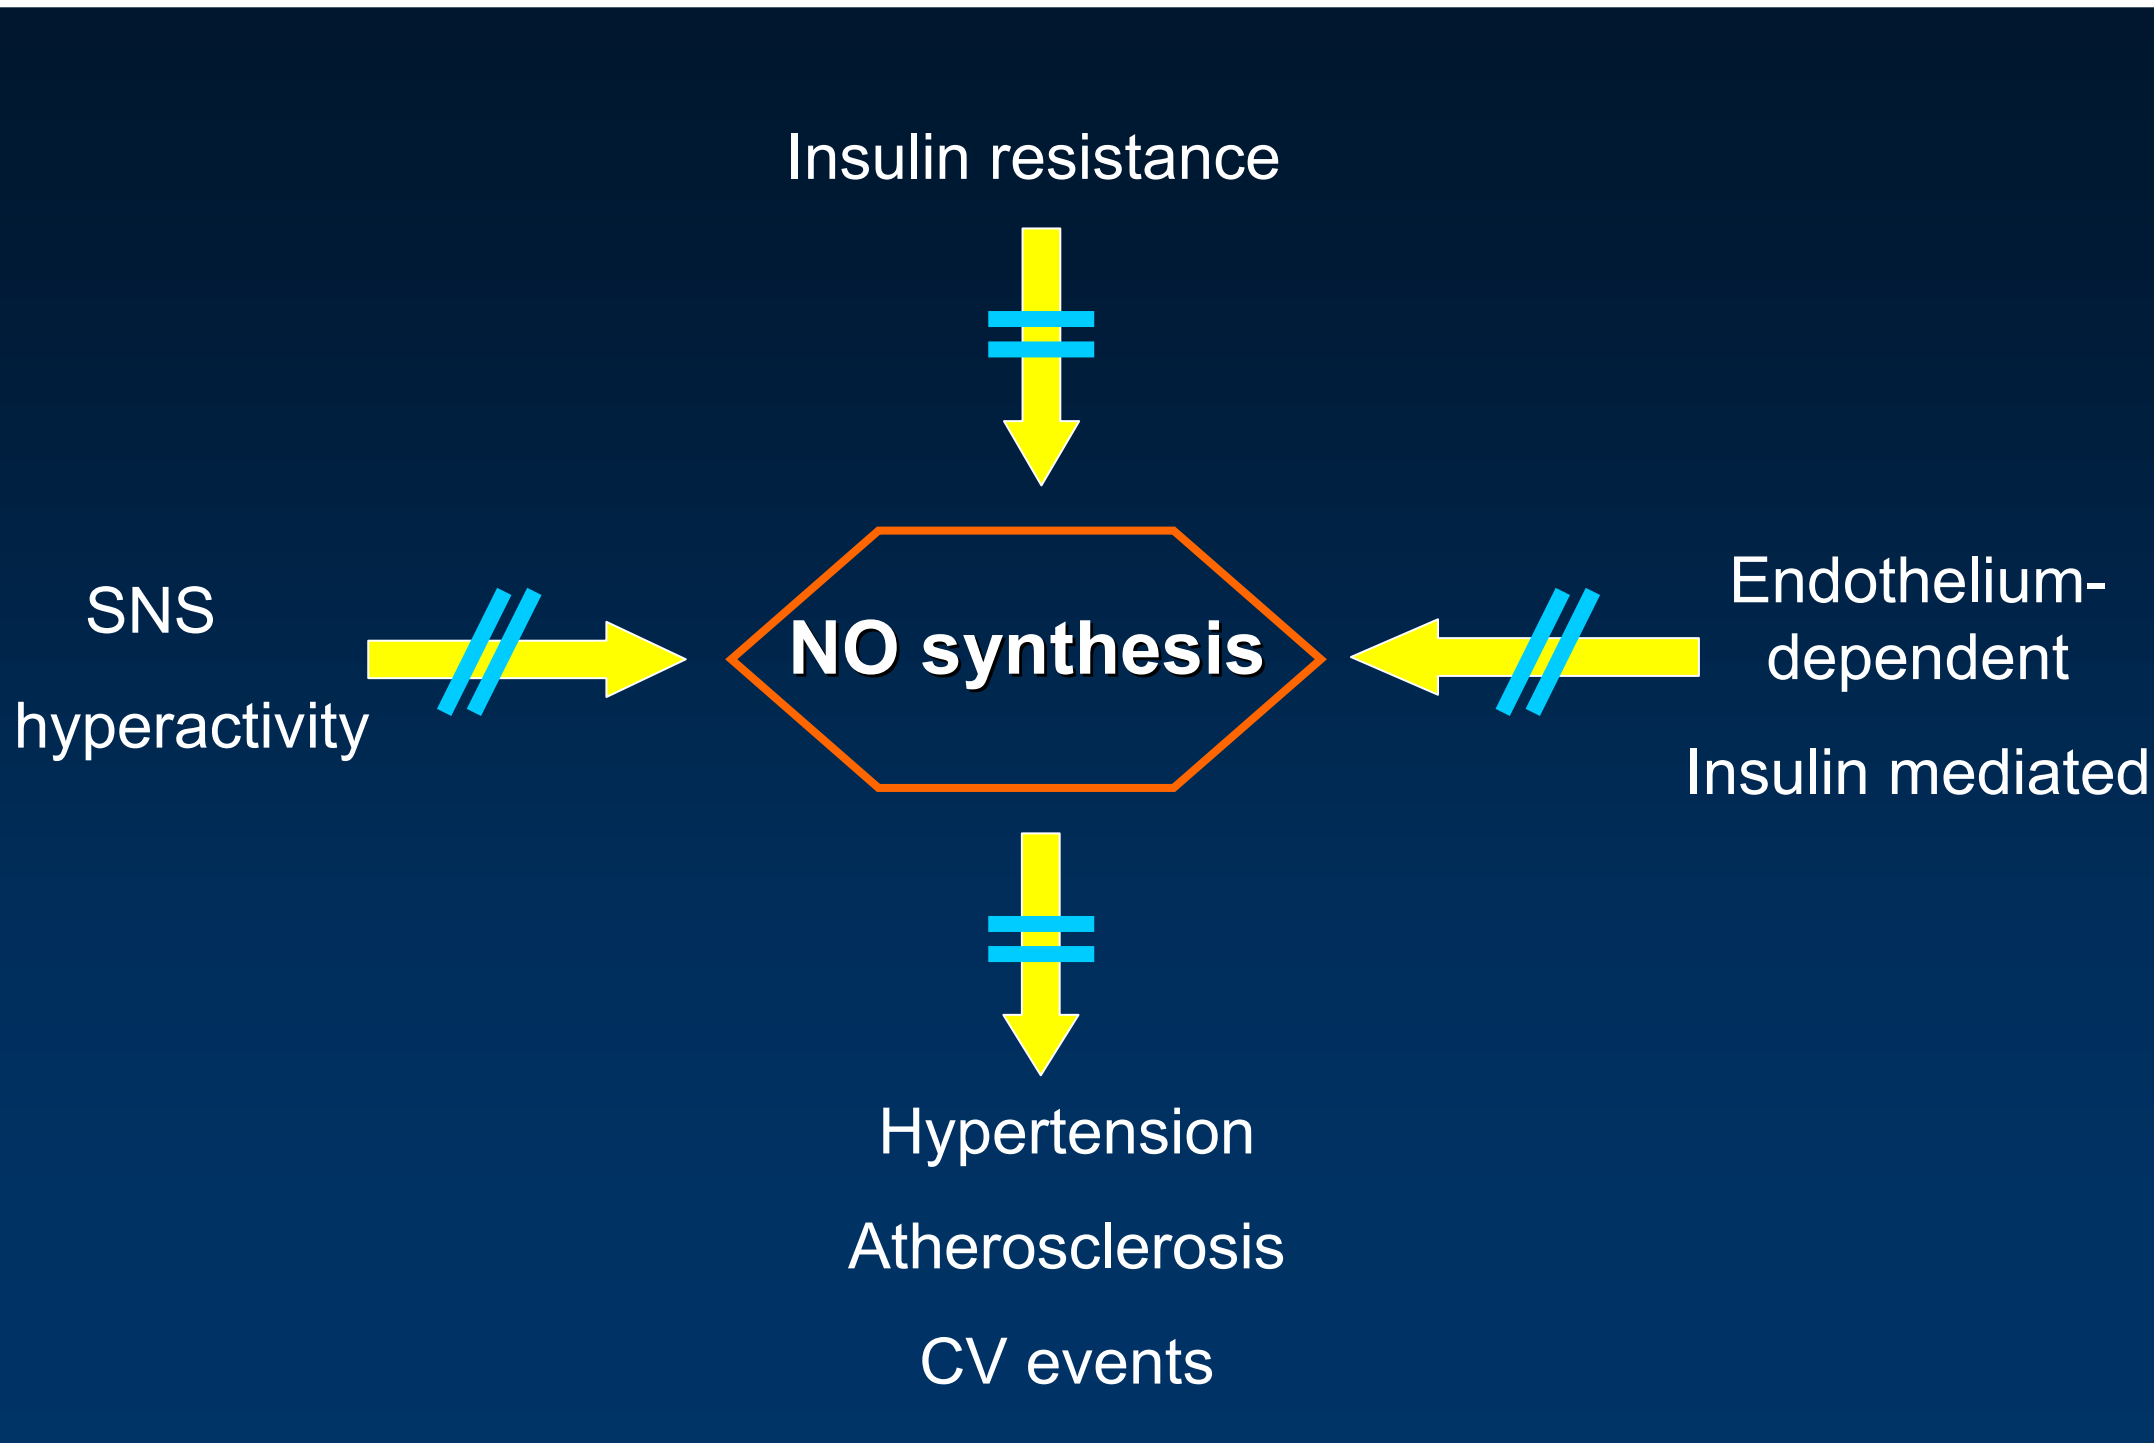 Insulin resistance
SNS
hyperactivity
NO synthesis
Endothelium-
dependent
Insulin mediated
Hypertension
Atherosclerosis
CV events